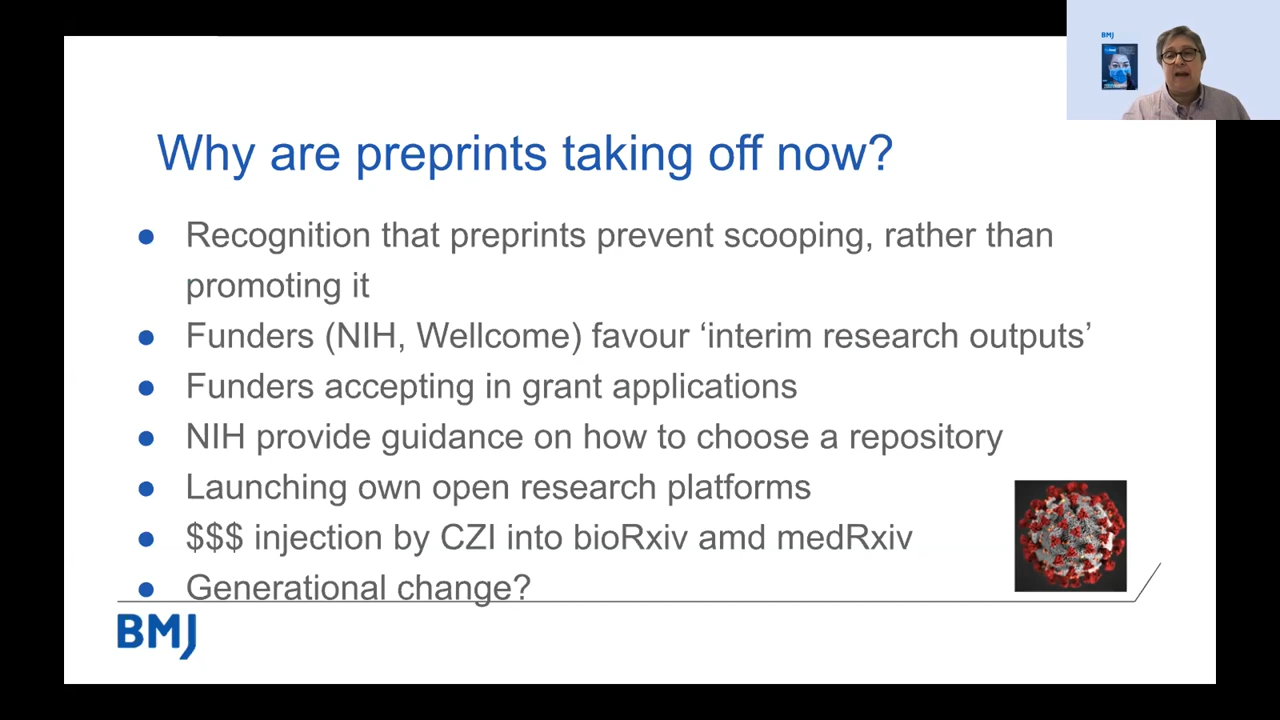 BMJ
Why are preprints taking off now?
● Recognition that preprints prevent scooping, rather than
promoting it
● Funders (NIH, Wellcome) favour ‘interim research outputs’
● Funders accepting in grant applications
● NIH provide guidance on how to choose a repository
● Launching own open research platforms
● $$$ injection by CZI into bioRxiv amd medRxiv
● Generational change?
BMJ